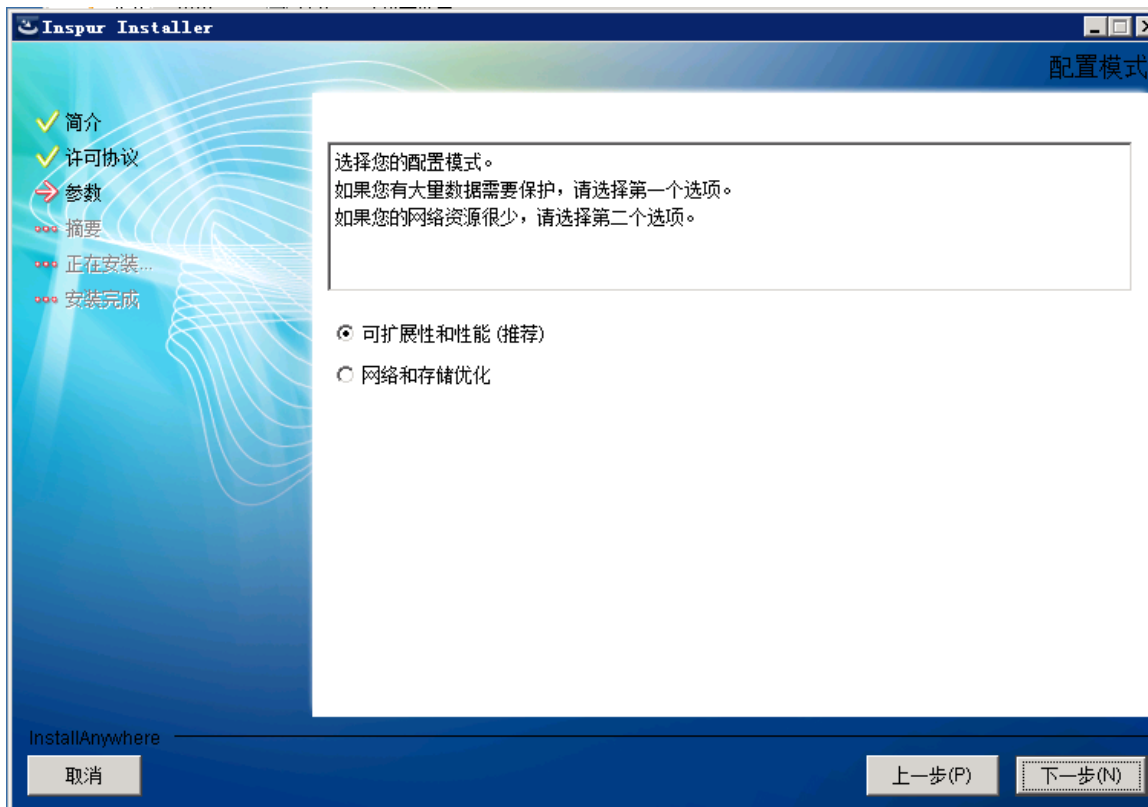 Inspur Installer
配置模式
简介
许可协议
参数
摘要
正在安装...
安装完成
选择您的配置模式。
如果您有大量数据需要保护，请选择第一个选项。
如果您的网络资源很少，请选择第二个选项。
可扩展性和性能 (推荐)
网络和存储优化
InstallAnywhere
取消
上一步(P)
下一步(N)